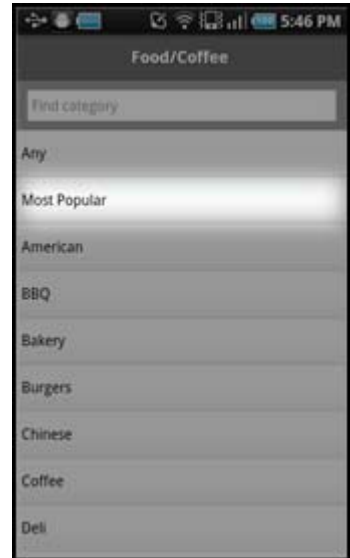 5:46 PM
Food/Coffee
Find category
Any
Most Popular
American
BBQ
Bakery
Burgers
Chinese
Coffee
Deli